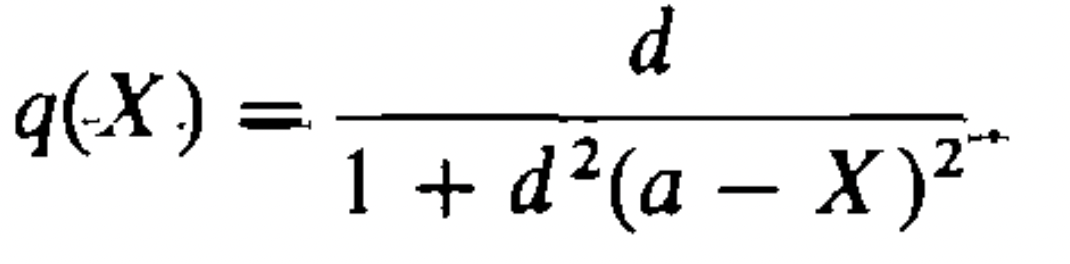 q(X) = d / (1 + d²(a − X)²)